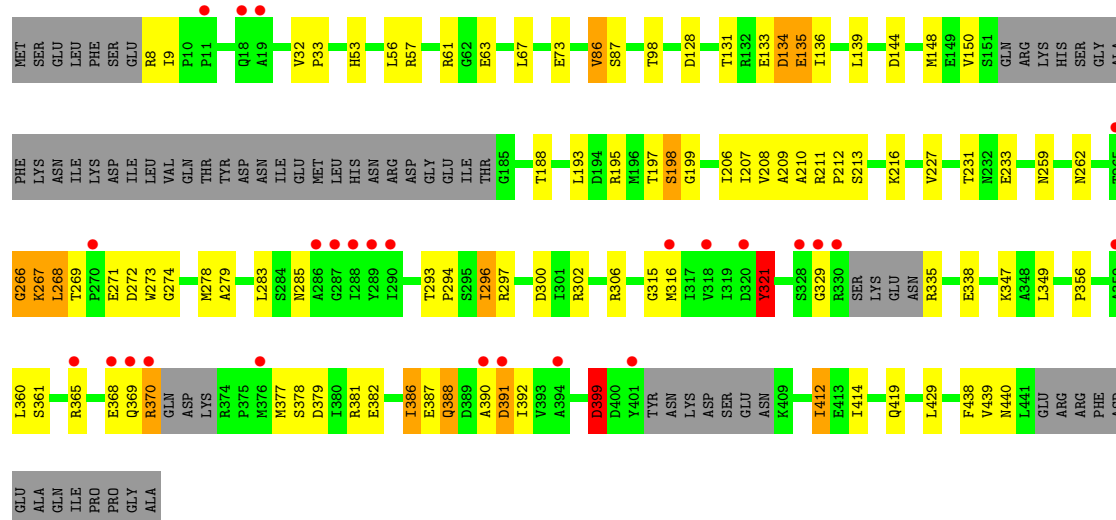 MET SER GLU LEU PHE SER GLU R8 I9 P10 P11 Q18 A19 V32 P33 H53 L56 R57 R61 G62 E63 L67 E73 V86 S87 T98 D128 T131 R132 E133 D134 E135 I136 L139 D144 M148 E149 V150 S151 GLN ARG LYS HIS SER GLY
PHE LYS ASN ILE LYS ASP ILE LEU VAL GLN THR TYR ASP ASN ILE GLU MET LEU HIS ASN ARG ASP GLY GLU ILE THR G185 T188 L193 D194 R195 M196 T197 S198 G199 I206 I207 V208 A209 A210 R211 P212 S213 K216 V227 T231 N232 E233 N259 N262
G266 K267 L268 T269 P270 E271 D272 W273 G274 M278 A279 L283 S284 N285 A286 G287 I288 Y289 I290 T293 P294 S295 I296 R297 D300 I301 R302 R306 G315 M316 I317 V318 I319 D320 Y321 S328 G329 R330 SER LYS GLU ASN R335 E338 K347 A348 L349 P356
L360 S361 R365 E368 Q369 R370 GLN ASP LYS R374 P375 M376 M377 S378 D379 I380 R381 E382 I386 E387 Q388 D389 A390 D391 I392 V393 A394 D399 D400 Y401 TYR ASN LYS ASP SER GLU ASN K409 I412 E413 I414 Q419 L429 F438 V439 N440 L441 GLU ARG ARG PHE
GLU ALA GLN ILE PRO PRO GLY ALA